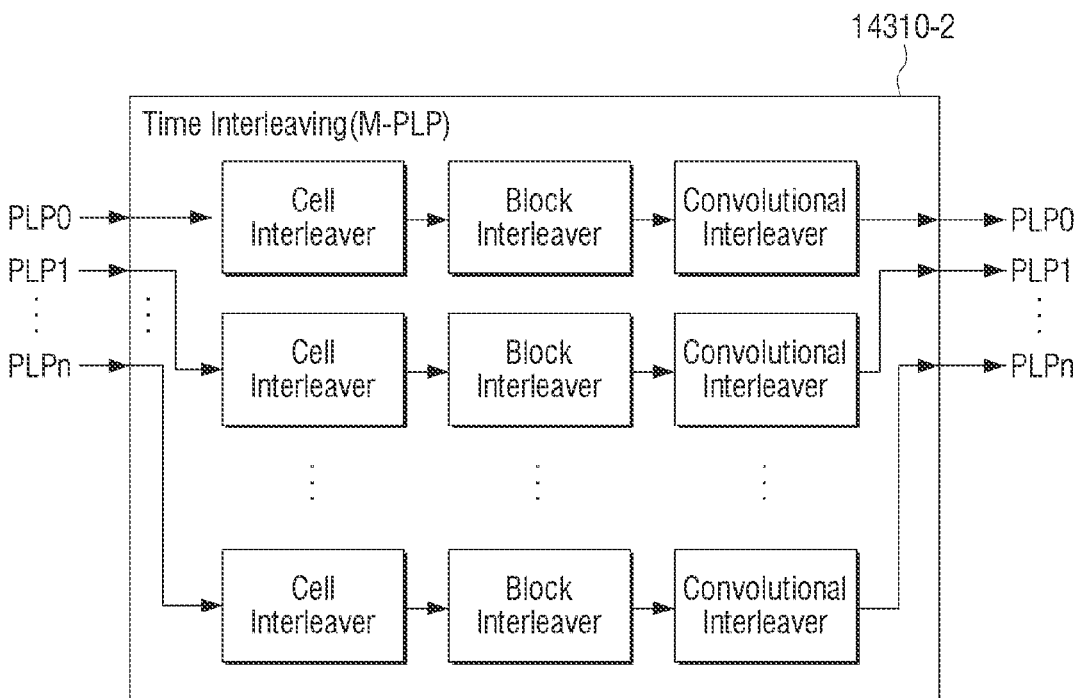 14310-2
Time Interleaving(M-PLP)
PLP0
Cell
Interleaver
Block
Interleaver
Convolutional
Interleaver
PLP0
PLP1
Cell
Interleaver
Block
Interleaver
Convolutional
Interleaver
PLP1
PLPn
Cell
Interleaver
Block
Interleaver
Convolutional
Interleaver
PLPn